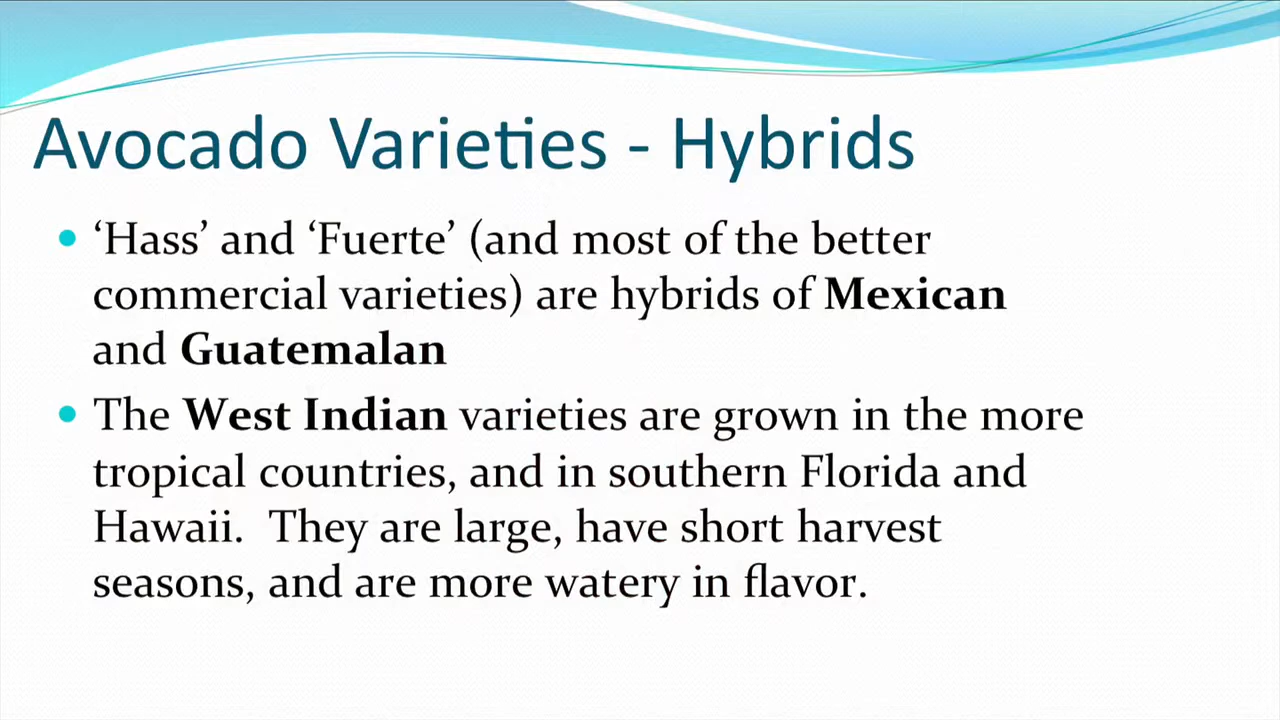 Avocado Varieties - Hybrids
• ‘Hass’ and ‘Fuerte’ (and most of the better
commercial varieties) are hybrids of Mexican
and Guatemalan
• The West Indian varieties are grown in the more
tropical countries, and in southern Florida and
Hawaii.  They are large, have short harvest
seasons, and are more watery in flavor.